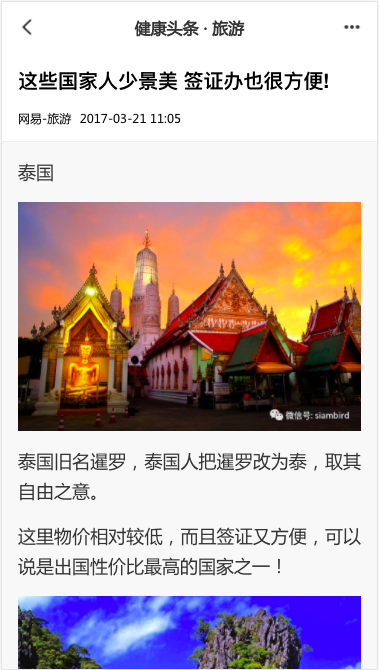 健康头条 · 旅游
这些国家人少景美 签证办也很方便!
网易-旅游 2017-03-21 11:05
泰国
微信号: siambird
泰国旧名暹罗，泰国人把暹罗改为泰，取其
自由之意。
这里物价相对较低，而且签证又方便，可以
说是出国性价比最高的国家之一！